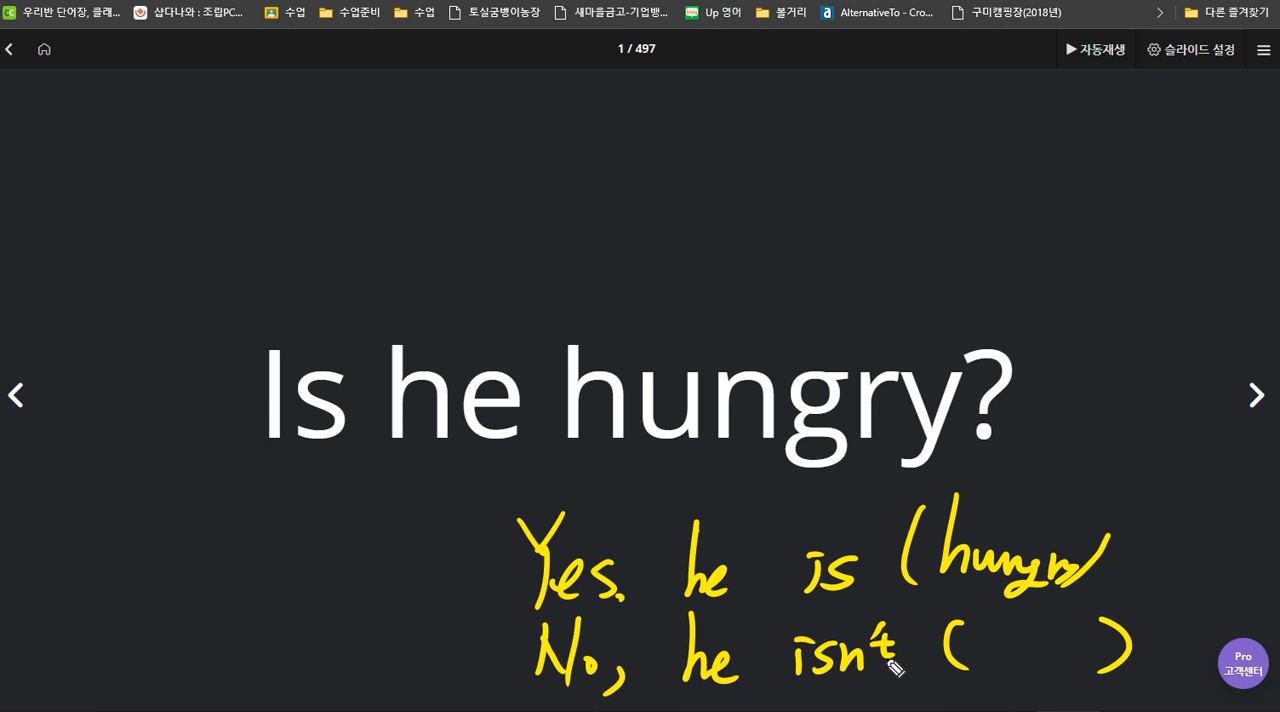 우리반 단어장, 클래... 샵다나와 : 조립PC... 수업 수업준비 수업 토실굼벵이농장 새마을금고-기업뱅... Up 영어 볼거리 AlternativeTo - Cro... 구미캠핑장(2018년) 다른 즐겨찾기
1 / 497 자동재생 슬라이드 설정
Is he hungry?
Yes, he is (hungry)
No, he isn't ( )
Pro
고객센터